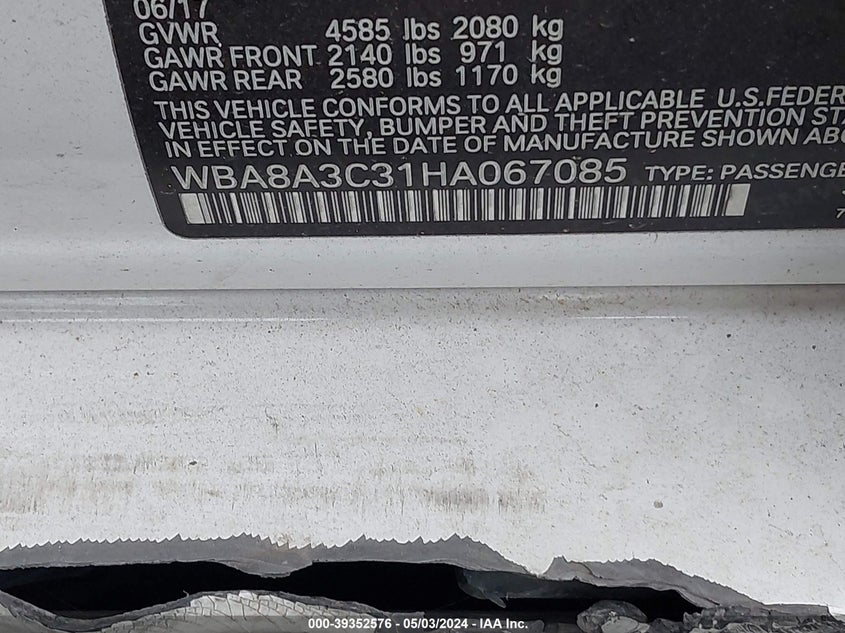 06/17
GVWR 4585 lbs 2080 kg
GAWR FRONT 2140 lbs 971 kg
GAWR REAR 2580 lbs 1170 kg
THIS VEHICLE CONFORMS TO ALL APPLICABLE U.S.FEDER
VEHICLE SAFETY, BUMPER AND THEFT PREVENTION STA
IN EFFECT ON THE DATE OF MANUFACTURE SHOWN ABO
WBA8A3C31HA067085 TYPE: PASSENGE
7
000-39352576 - 05/03/2024 - IAA Inc.